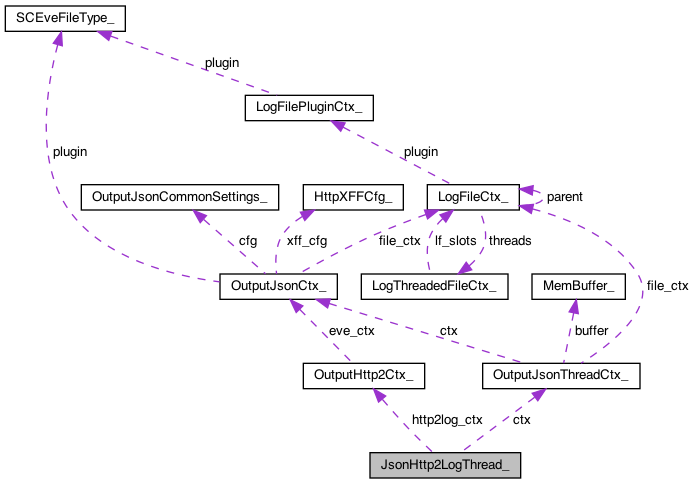 SCEveFileType_
plugin
LogFilePluginCtx_
plugin
plugin
OutputJsonCommonSettings_
HttpXFFCfg_
LogFileCtx_
parent
cfg
xff_cfg
file_ctx
lf_slots
threads
OutputJsonCtx_
LogThreadedFileCtx_
MemBuffer_
file_ctx
eve_ctx
ctx
buffer
OutputHttp2Ctx_
OutputJsonThreadCtx_
http2log_ctx
ctx
JsonHttp2LogThread_